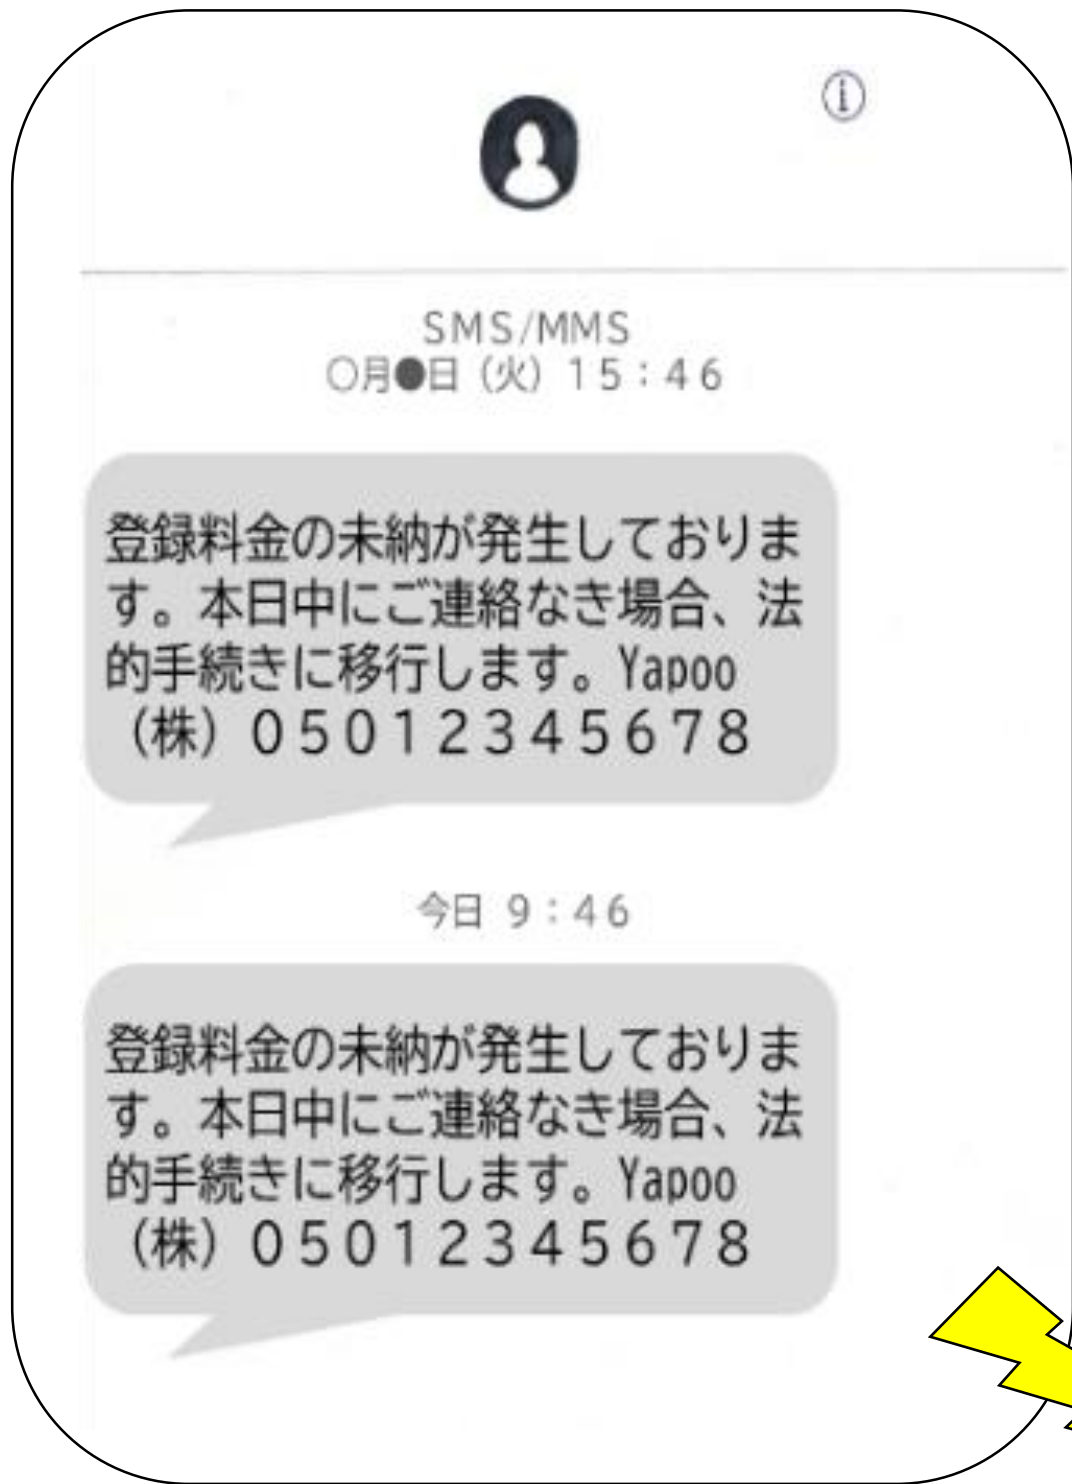 SMS/MMS
〇月●日（火）１５：４６
登録料金の未納が発生しておりま
す。本日中にご連絡なき場合、法
的手続きに移行します。Yapoo
（株）０５０１２３４５６７８
今日 ９：４６
登録料金の未納が発生しておりま
す。本日中にご連絡なき場合、法
的手続きに移行します。Yapoo
（株）０５０１２３４５６７８